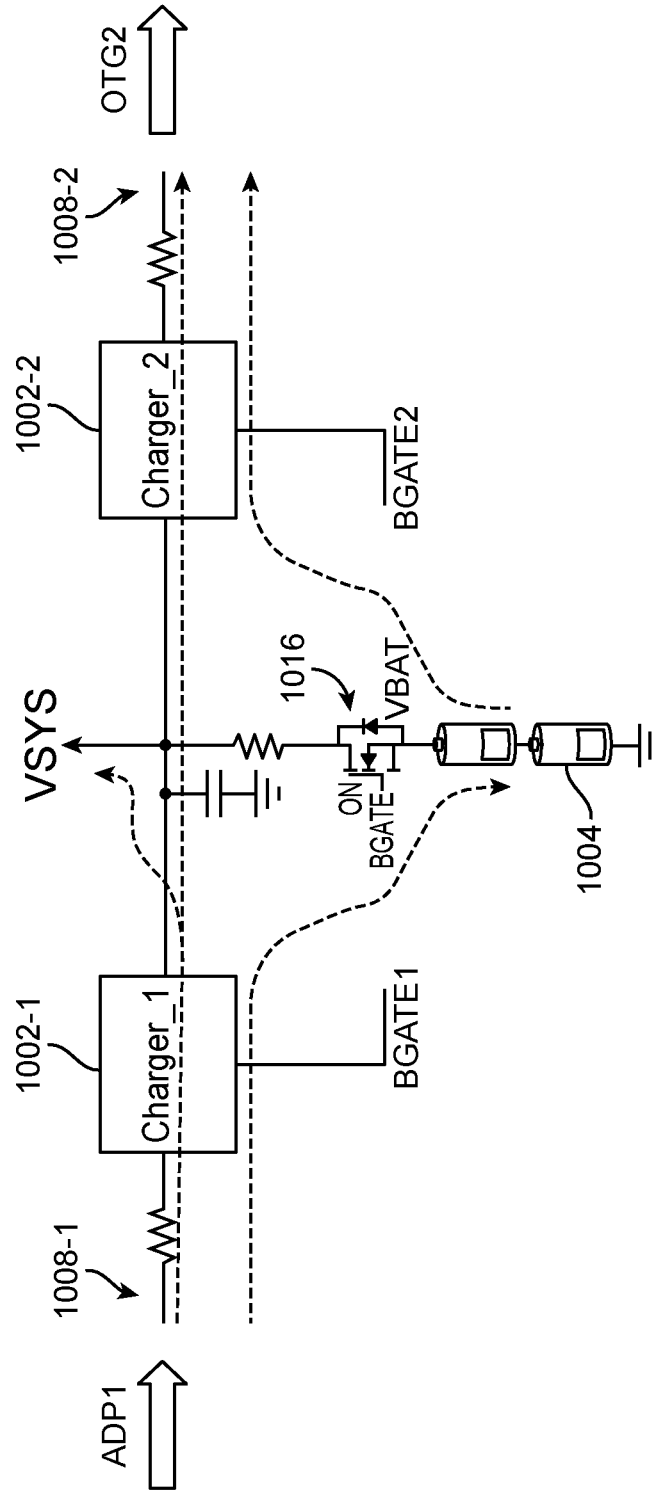 ADP1
1008-1
1002-1
Charger_1
BGATE1
VSYS
1016
ON
BGATE
VBAT
1004
1002-2
Charger_2
BGATE2
1008-2
OTG2